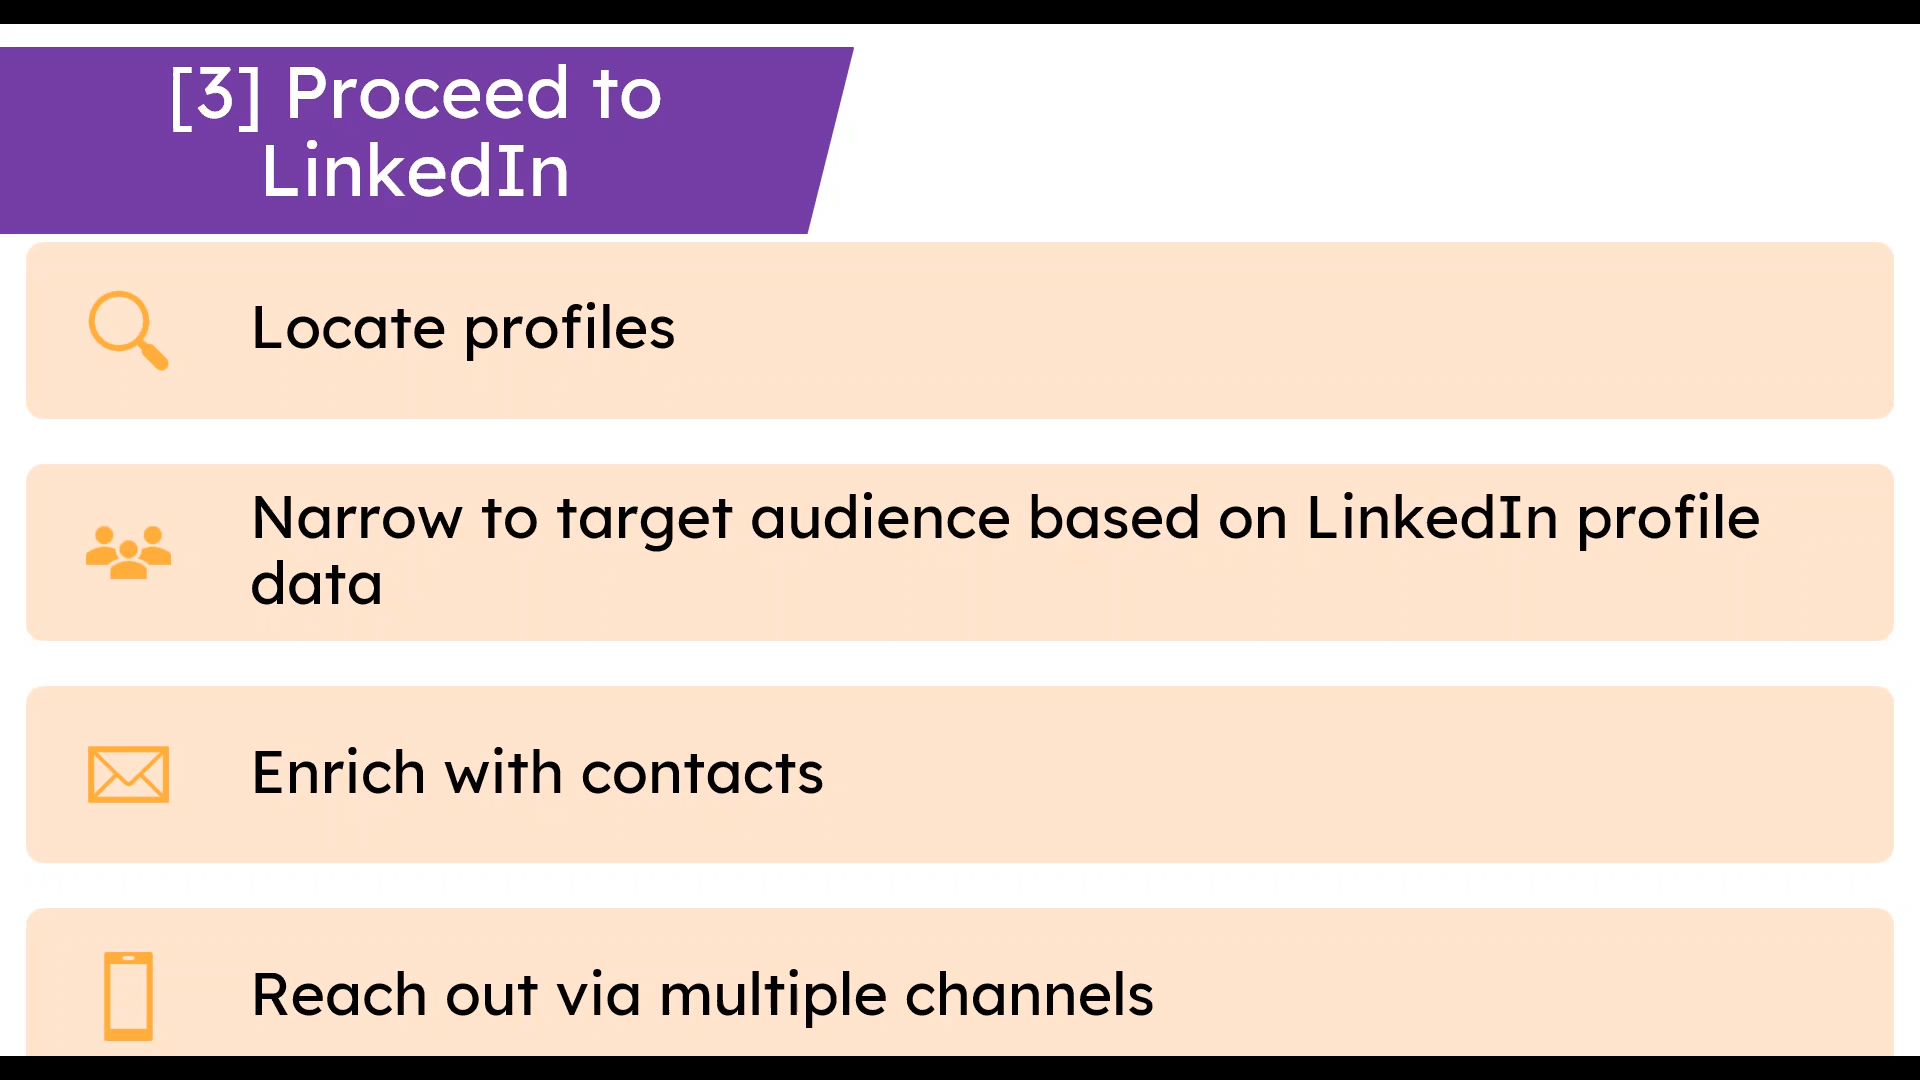 [3] Proceed to
LinkedIn
Locate profiles
Narrow to target audience based on LinkedIn profile
data
Enrich with contacts
Reach out via multiple channels